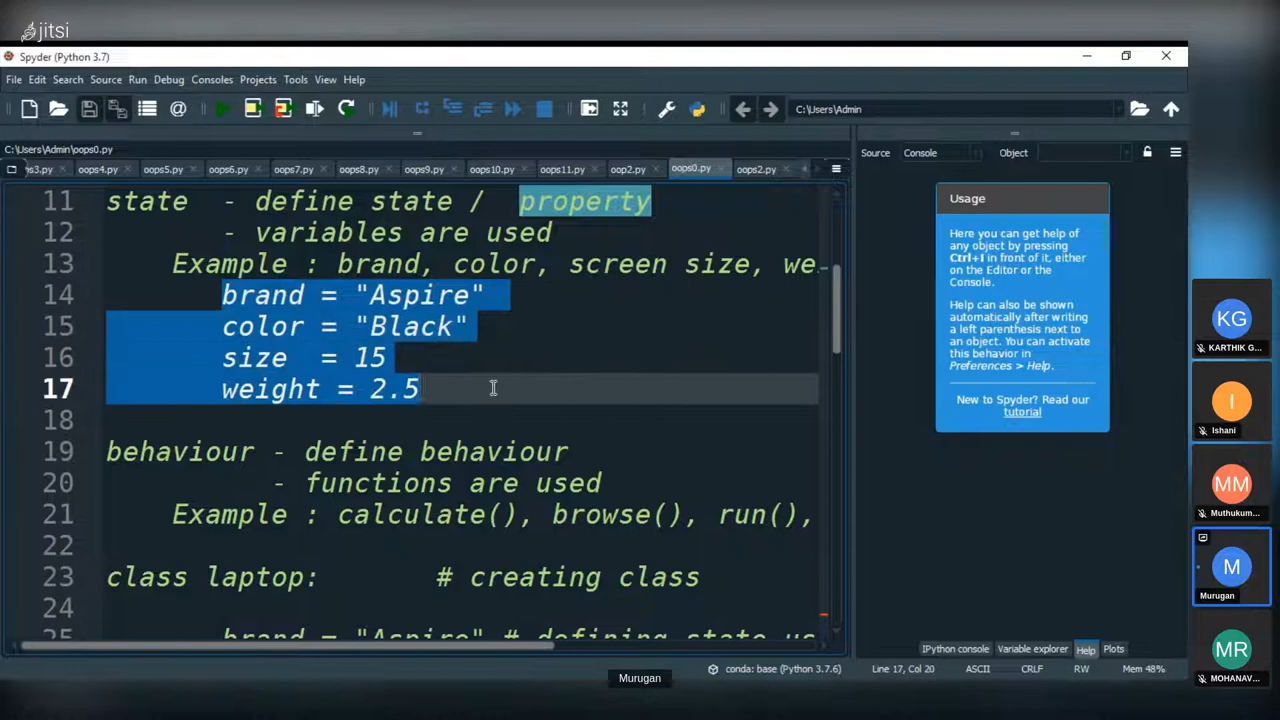 jitsi
Spyder (Python 3.7)
File Edit Search Source Run Debug Consoles Projects Tools View Help
C:\Users\Admin
C:\Users\Admin\oops0.py
ps3.py oops4.py oops5.py oops6.py oops7.py oops8.py oops9.py oops10.py oops11.py oop2.py oops0.py oops2.py
Source Console Object
11 state - define state / property
12 - variables are used
13 Example : brand, color, screen size, we
14 brand = "Aspire"
15 color = "Black"
16 size = 15
17 weight = 2.5
18
19 behaviour - define behaviour
20 - functions are used
21 Example : calculate(), browse(), run(),
22
23 class laptop: # creating class
24
25 brand = "Aspire" # defining state us
Usage
Here you can get help of
any object by pressing
Ctrl+I in front of it, either
on the Editor or the
Console.
Help can also be shown
automatically after writing
a left parenthesis next to
an object. You can activate
this behavior in
Preferences > Help.
New to Spyder? Read our
tutorial
IPython console Variable explorer Help Plots
conda: base (Python 3.7.6) Line 17, Col 20 ASCII CRLF RW Mem 48%
Murugan
KG
KARTHIK G...
I
Ishani
MM
Muthukum...
M
Murugan
MR
MOHANAV...